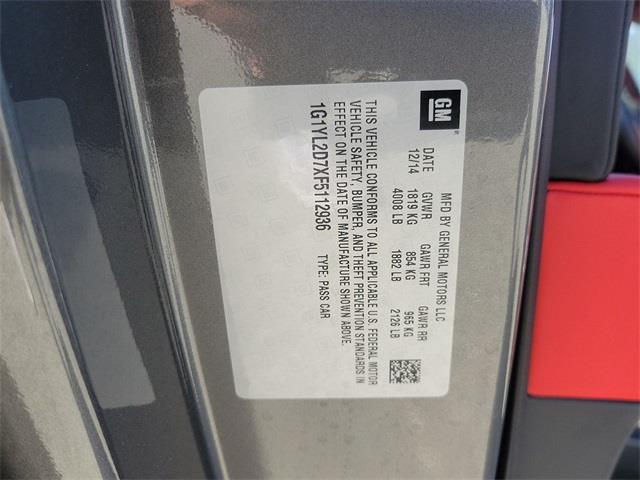 GM
MFD BY GENERAL MOTORS LLC
DATE GVWR GAWR FRT GAWR RR
12/14 1819 KG 854 KG 965 KG
4008 LB 1882 LB 2126 LB
THIS VEHICLE CONFORMS TO ALL APPLICABLE U.S. FEDERAL MOTOR
VEHICLE SAFETY, BUMPER, AND THEFT PREVENTION STANDARDS IN
EFFECT ON THE DATE OF MANUFACTURE SHOWN ABOVE.
1G1YL2D7XF5112936 TYPE: PASS CAR